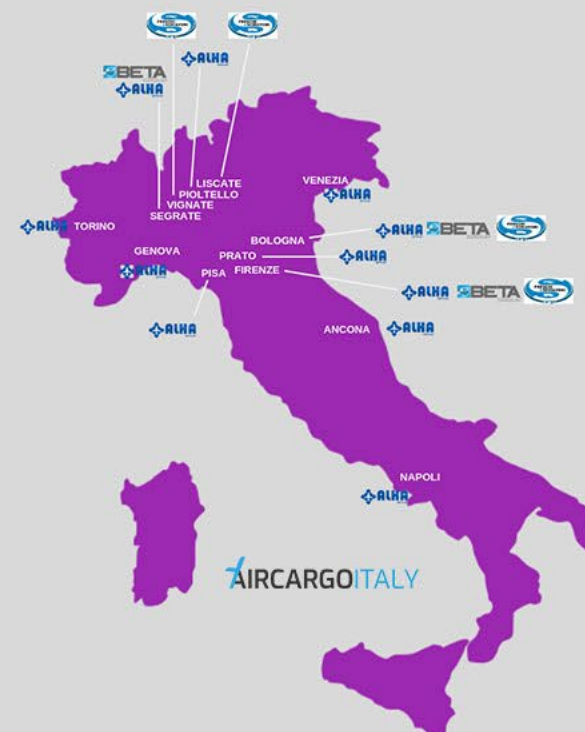 ALHA
BETA
ALHA
LISCATE
PIOLTELLO
VIGNATE
SEGRATE
VENEZIA
ALHA
ALHA
TORINO
BOLOGNA
ALHA BETA
GENOVA
PRATO
ALHA
ALHA
PISA
FIRENZE
ALHA BETA
ALHA
ANCONA
ALHA
NAPOLI
ALHA
AIRCARGOITALY